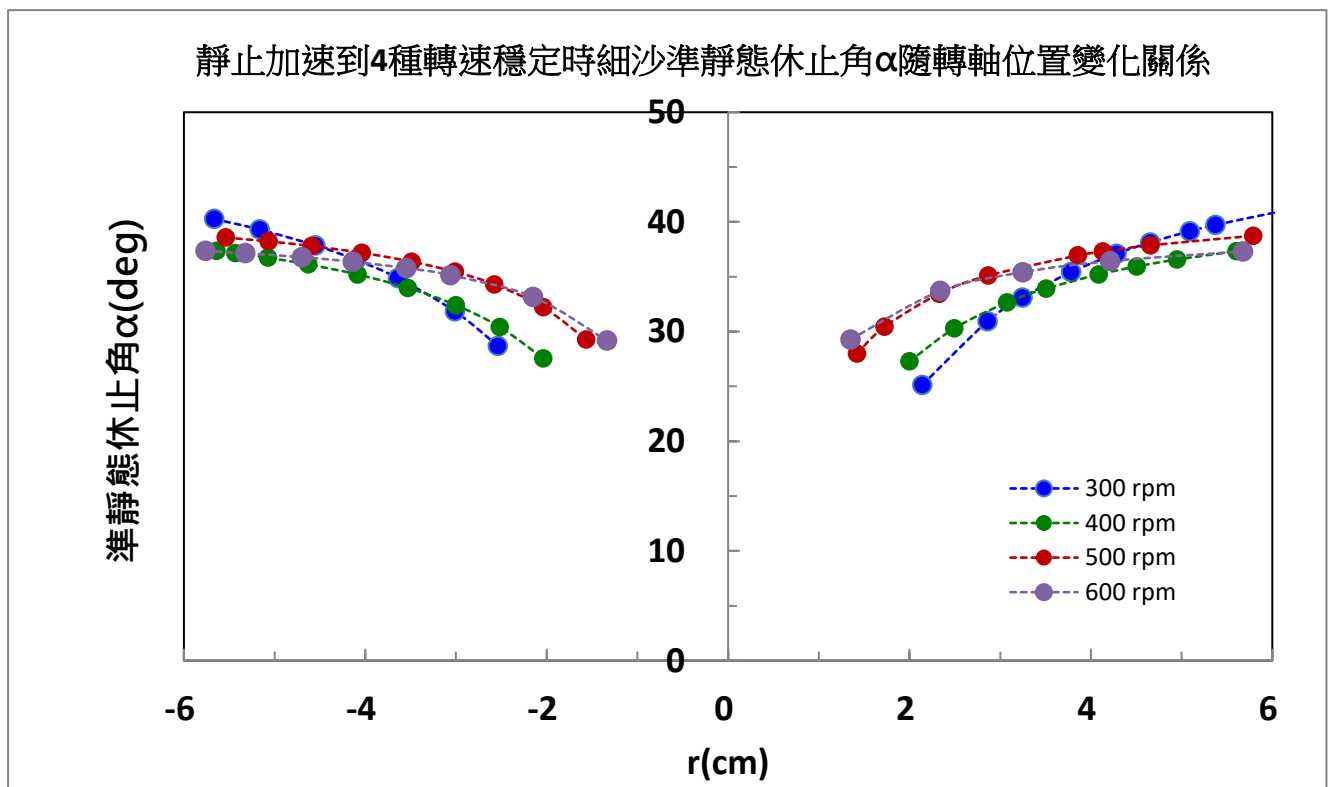 靜止加速到4種轉速穩定時細沙準靜態休止角α隨轉軸位置變化關係
準靜態休止角α(deg)
50
40
30
20
10
0
-6 -4 -2 0 2 4 6
r(cm)
300 rpm
400 rpm
500 rpm
600 rpm